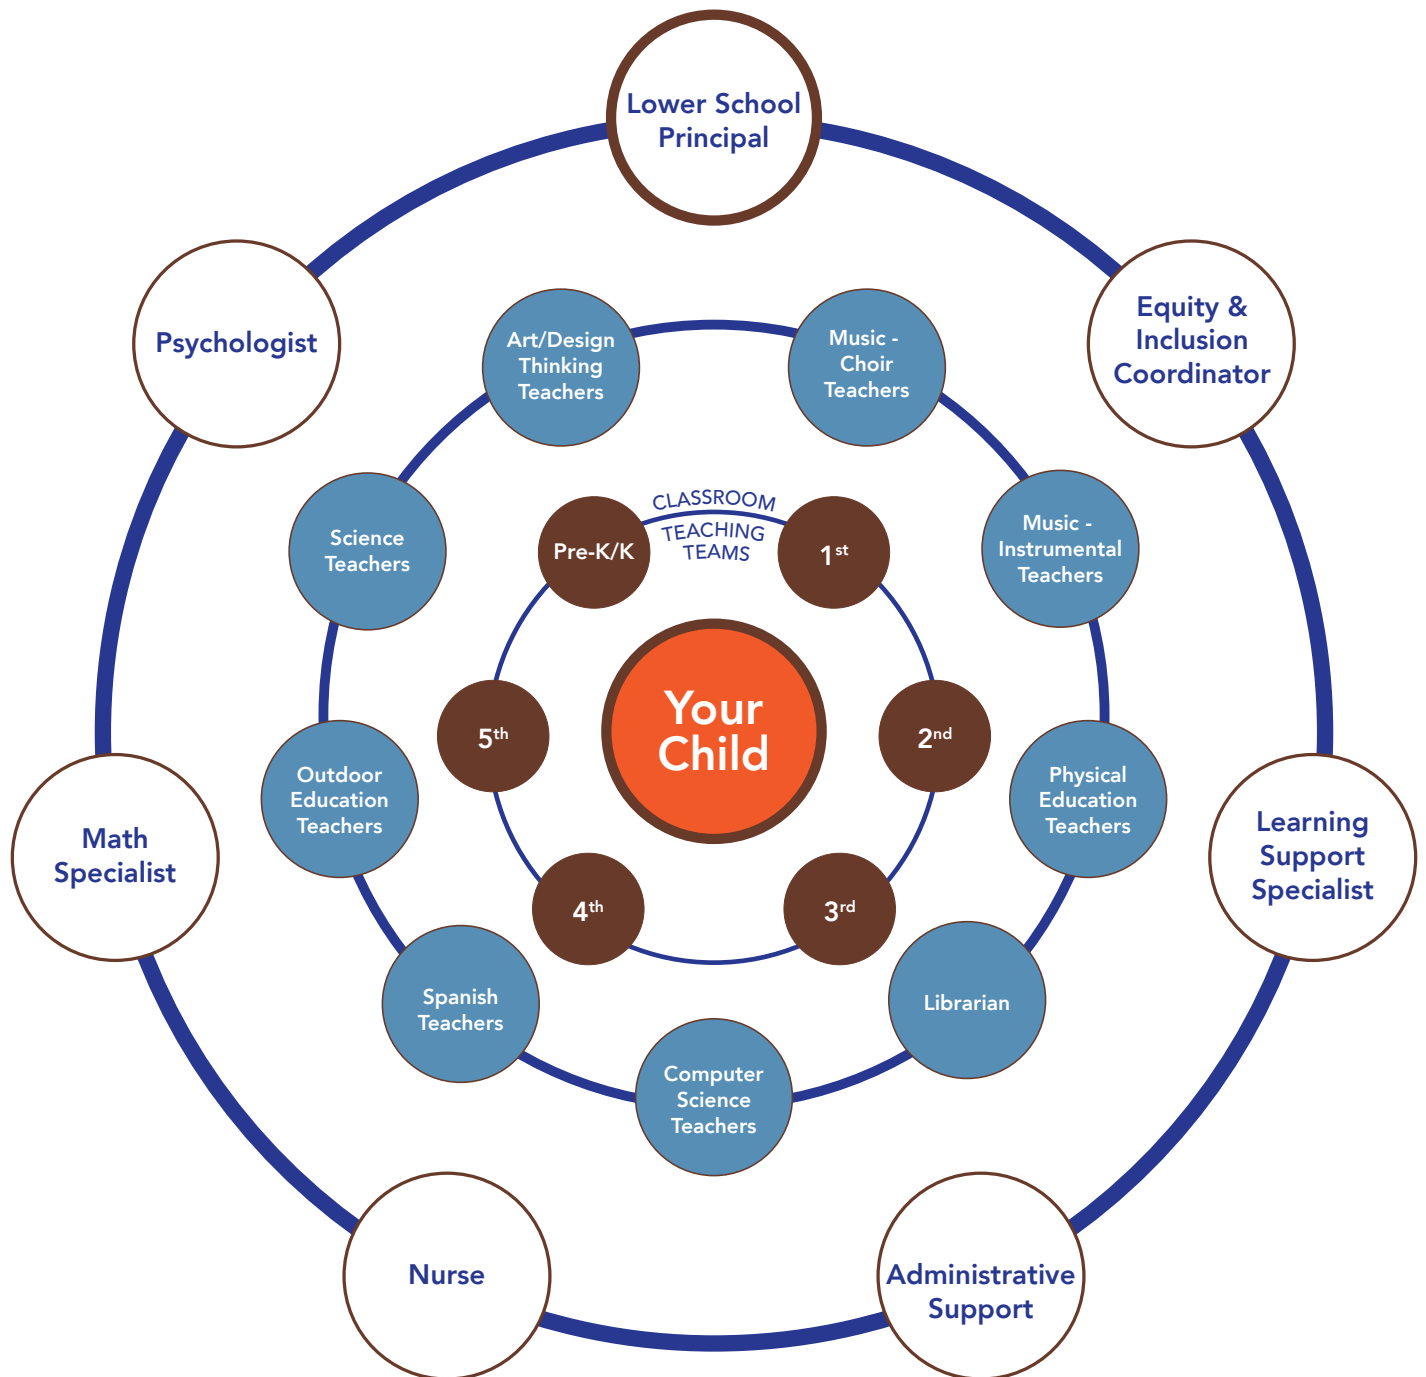 Lower School
Principal
Equity &
Inclusion
Coordinator
Psychologist
Art/Design
Thinking
Teachers
Music -
Choir
Teachers
Science
Teachers
Music -
Instrumental
Teachers
CLASSROOM
TEACHING
TEAMS
Pre-K/K
1st
Your
Child
5th
2nd
Outdoor
Education
Teachers
Physical
Education
Teachers
Math
Specialist
Learning
Support
Specialist
4th
3rd
Spanish
Teachers
Librarian
Computer
Science
Teachers
Nurse
Administrative
Support